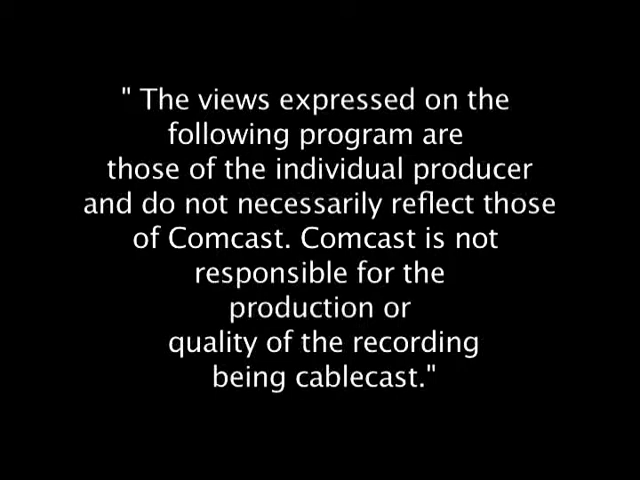 " The views expressed on the
following program are
those of the individual producer
and do not necessarily reflect those
of Comcast. Comcast is not
responsible for the
production or
quality of the recording
being cablecast."